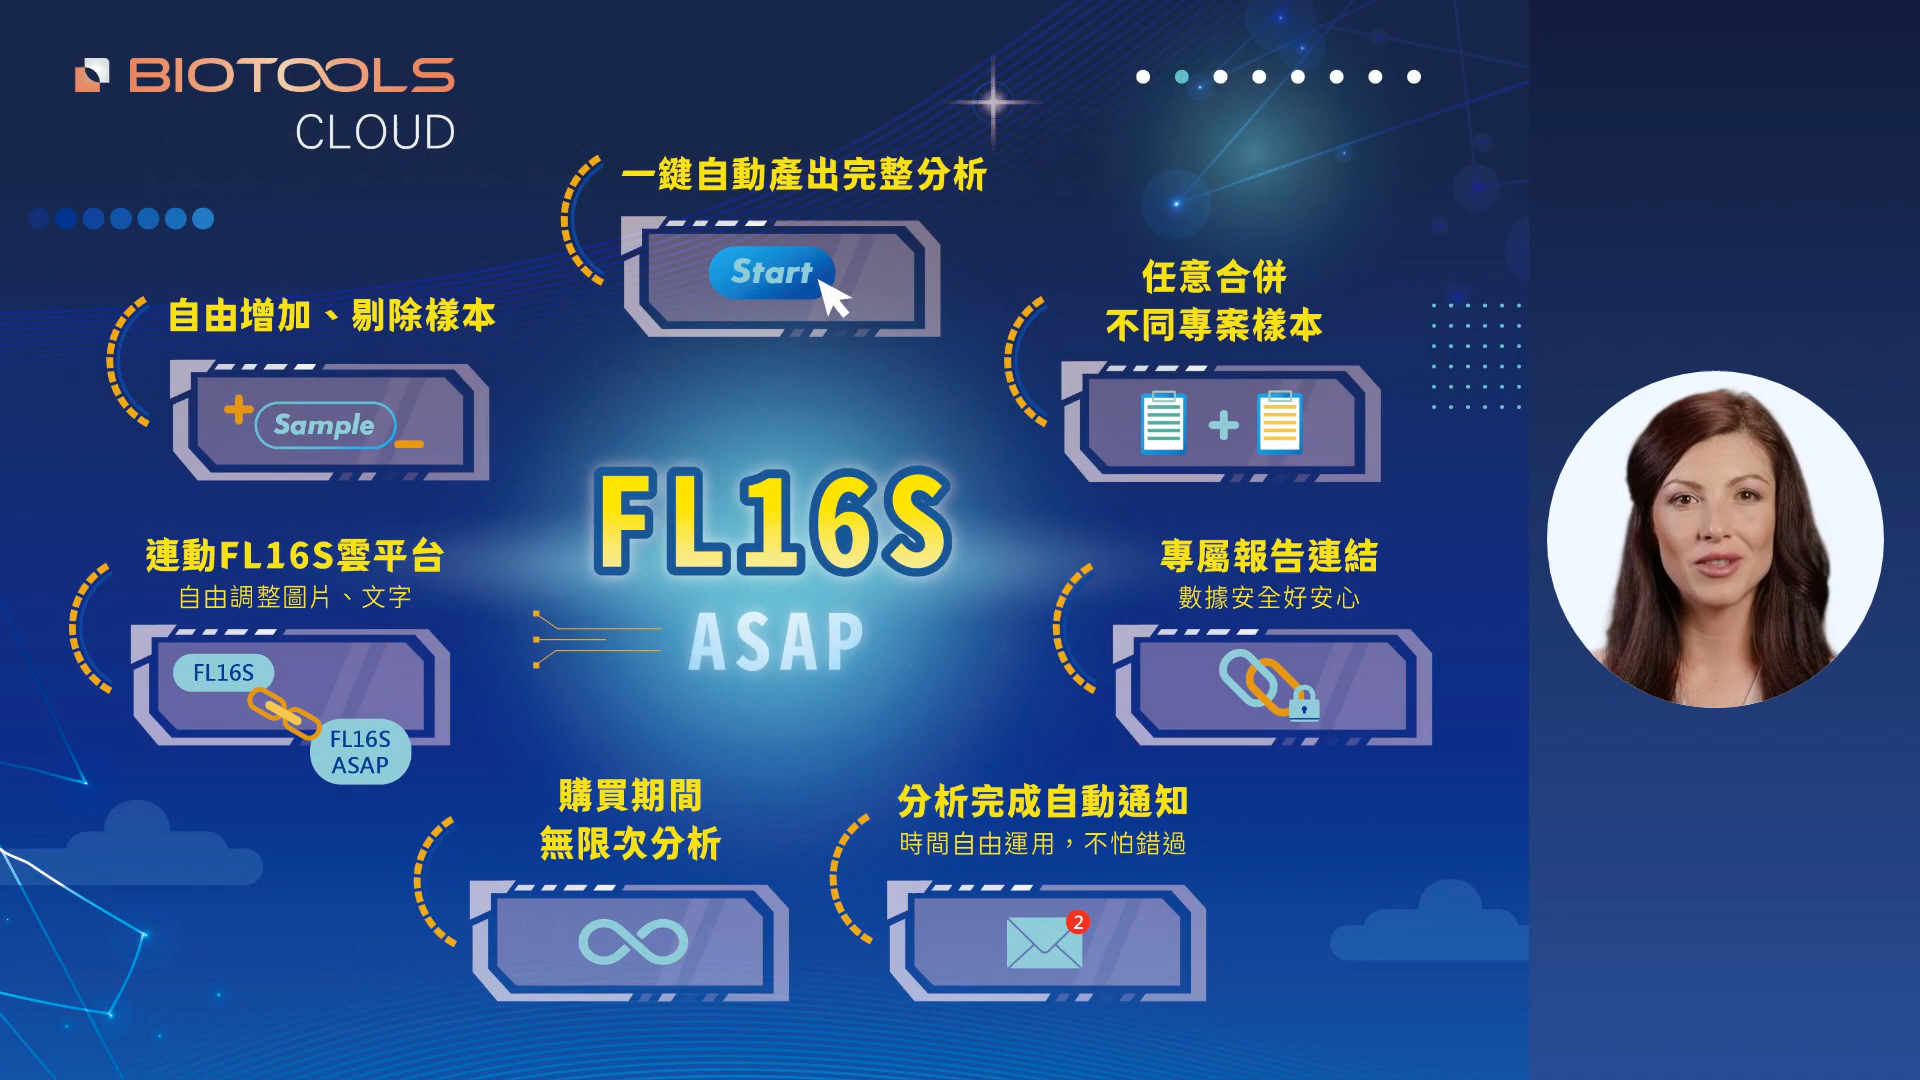 BIOTOOLS
CLOUD
一鍵自動產出完整分析
Start
自由增加、剔除樣本
Sample
任意合併
不同專案樣本
FL16S
ASAP
連動FL16S雲平台
自由調整圖片、文字
FL16S
FL16S
ASAP
專屬報告連結
數據安全好安心
購買期間
無限次分析
分析完成自動通知
時間自由運用，不怕錯過
2